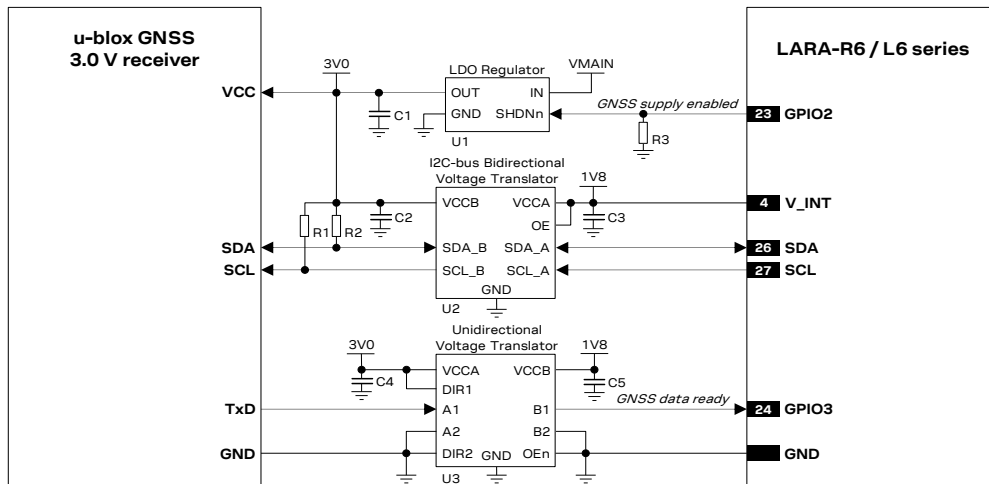 u-blox GNSS
3.0 V receiver
LARA-R6 / L6 series
3V0
LDO Regulator
VMAIN
VCC
OUT
IN
GNSS supply enabled
C1
GND
SHDNn
23
GPIO2
R3
U1
I2C-bus Bidirectional
Voltage Translator
1V8
VCCB
VCCA
4
V_INT
C2
OE
C3
R1
R2
SDA
SDA_B
SDA_A
26
SDA
SCL
SCL_B
SCL_A
27
SCL
GND
U2
Unidirectional
Voltage Translator
3V0
1V8
VCCA
VCCB
C4
DIR1
C5
GNSS data ready
TxD
A1
B1
24
GPIO3
A2
B2
GND
DIR2
GND
OEn
GND
U3